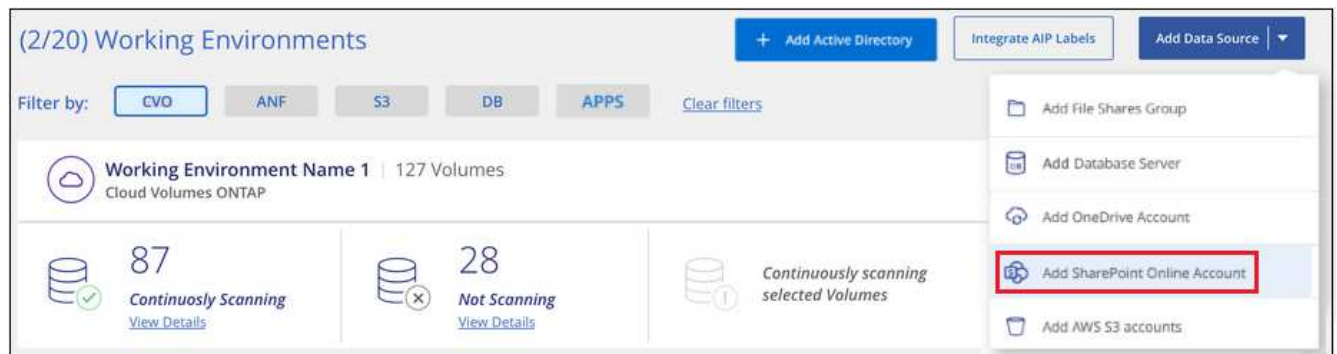 (2/20) Working Environments
+ Add Active Directory
Integrate AIP Labels
Add Data Source
Filter by: CVO ANF S3 DB APPS Clear filters
Add File Shares Group
Add Database Server
Add OneDrive Account
Add SharePoint Online Account
Add AWS S3 accounts
Working Environment Name 1 | 127 Volumes
Cloud Volumes ONTAP
87
Continuosly Scanning
View Details
28
Not Scanning
View Details
Continuously scanning
selected Volumes